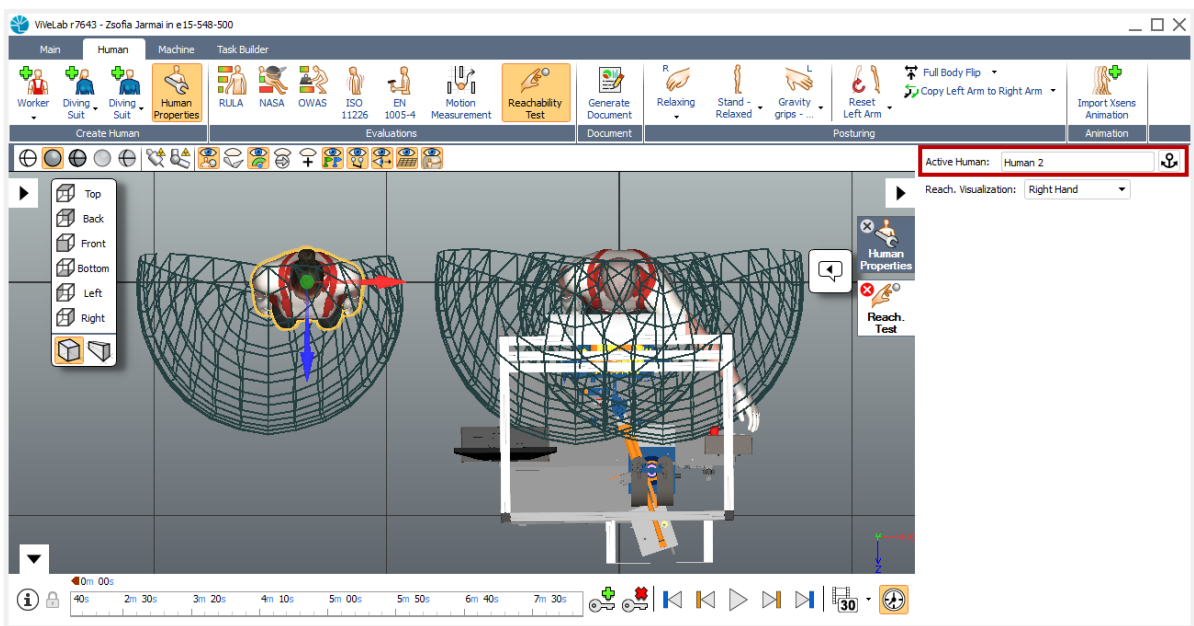 ViVeLab r7643 - Zsofia Jarmai in e15-548-500
Main Human Machine Task Builder
Worker
Diving Suit
Diving Suit
Human Properties
Create Human
RULA
NASA
OWAS
ISO 11226
EN 1005-4
Motion Measurement
Reachability Test
Evaluations
Generate Document
Document
R
Relaxing
Stand - Relaxed
L
Gravity grips - ...
Reset Left Arm
Full Body Flip
Copy Left Arm to Right Arm
Posturing
Import Xsens Animation
Animation
Active Human: Human 2
Reach. Visualization: Right Hand
Top
Back
Front
Bottom
Left
Right
Human Properties
Reach. Test
X
Y
Z
0m 00s
40s 2m 30s 3m 20s 4m 10s 5m 00s 5m 50s 6m 40s 7m 30s
30